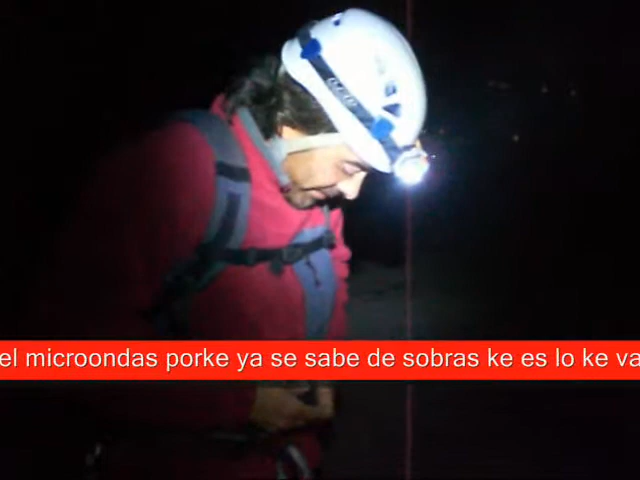 el microondas porke ya se sabe de sobras ke es lo ke va